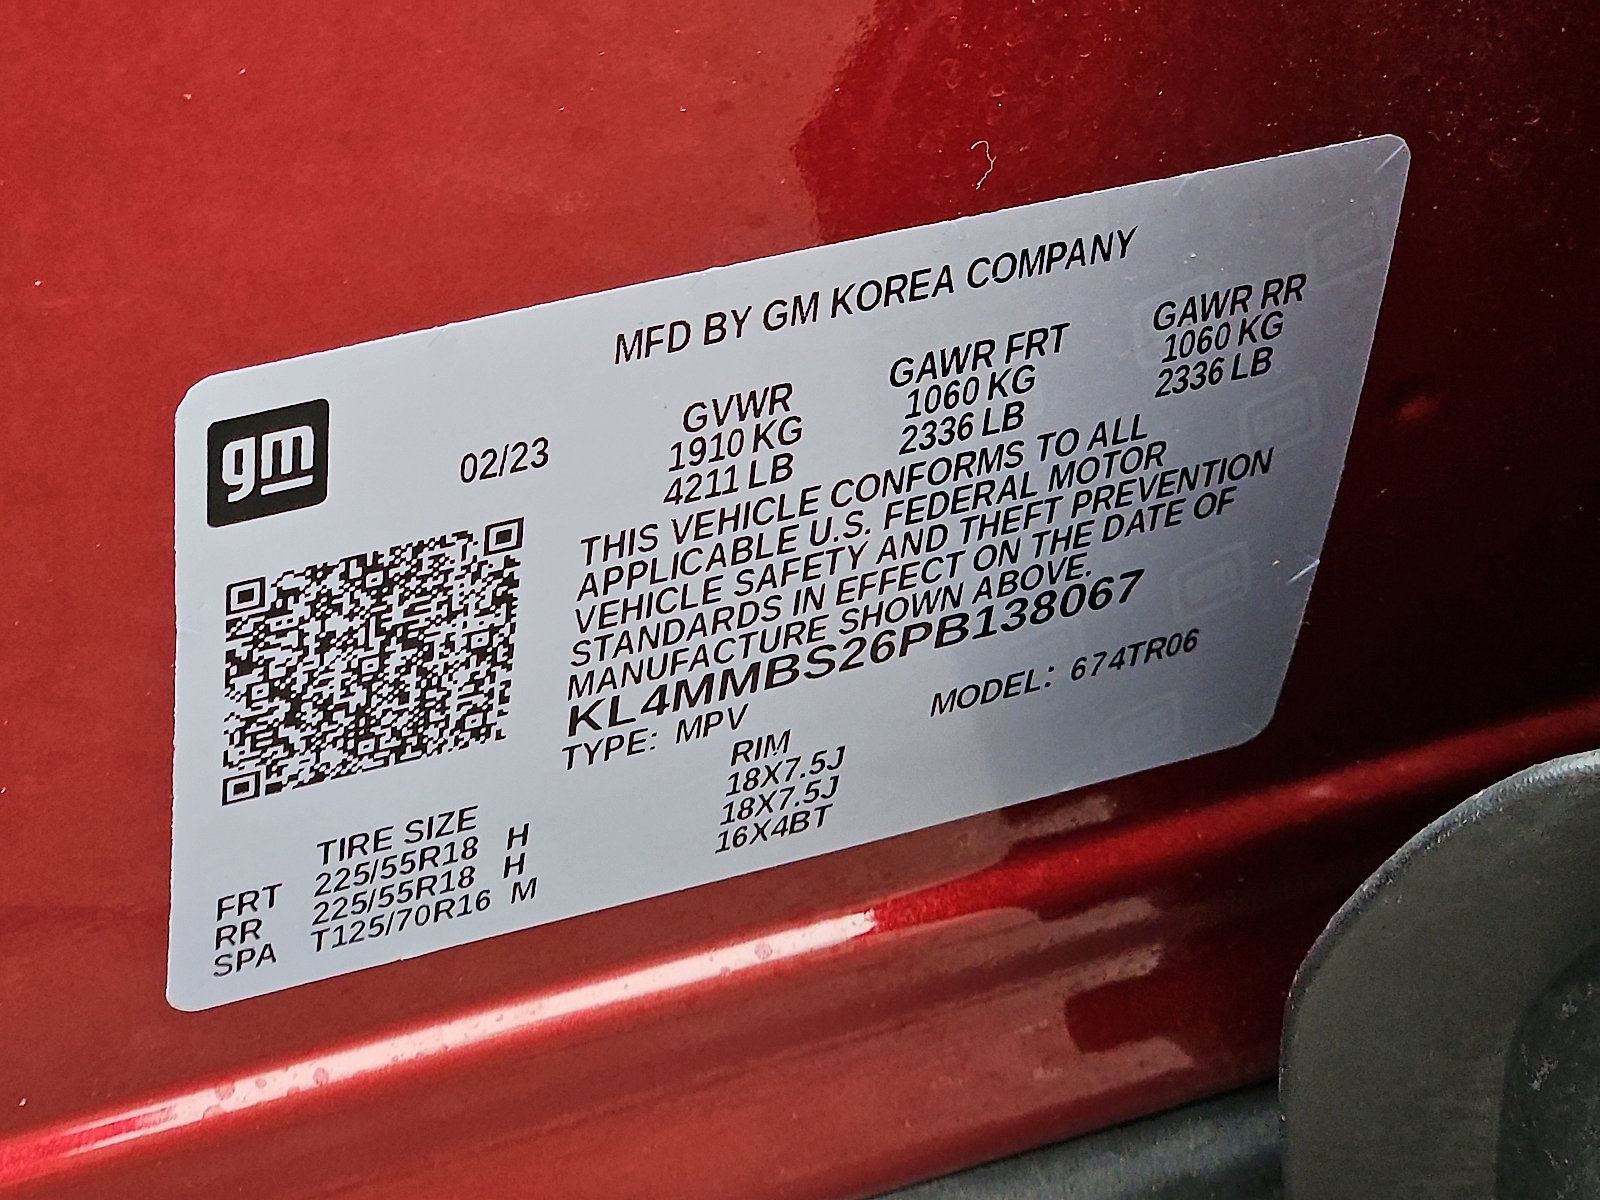 MFD BY GM KOREA COMPANY
gm
02/23
GVWR
1910 KG
4211 LB
GAWR FRT
1060 KG
2336 LB
GAWR RR
1060 KG
2336 LB
THIS VEHICLE CONFORMS TO ALL
APPLICABLE U.S. FEDERAL MOTOR
VEHICLE SAFETY AND THEFT PREVENTION
STANDARDS IN EFFECT ON THE DATE OF
MANUFACTURE SHOWN ABOVE.
KL4MMBS26PB138067
TYPE: MPV MODEL: 674TR06
TIRE SIZE RIM
FRT 225/55R18 H 18X7.5J
RR 225/55R18 H 18X7.5J
SPA T125/70R16 M 16X4BT